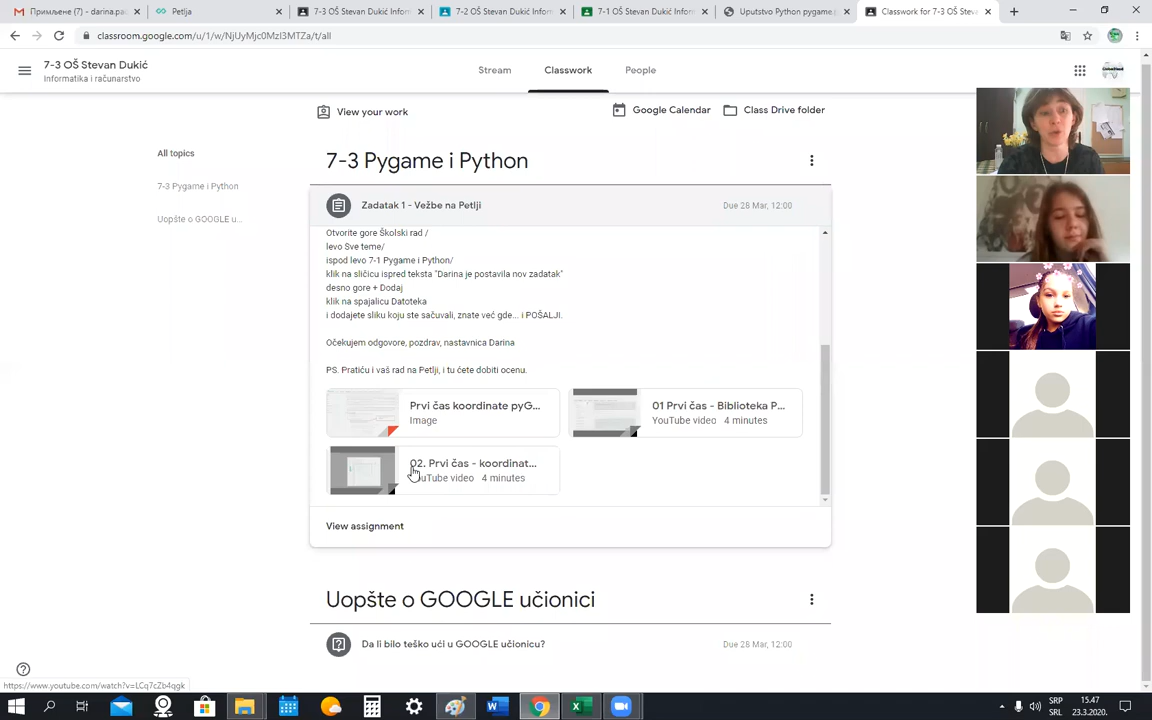 Примљене (7) - darina.pal
Petlja
7-3 OŠ Stevan Dukić Infor
7-2 OŠ Stevan Dukić Infor
7-1 OŠ Stevan Dukić Infor
Uputstvo Python pygame.
Classwork for 7-3 OŠ Steva
classroom.google.com/u/1/w/NjUyMjc0MzI3MTZa/t/all
7-3 OŠ Stevan Dukić
Informatika i računarstvo
Stream
Classwork
People
View your work
Google Calendar
Class Drive folder
All topics
7-3 Pygame i Python
Uopšte o GOOGLE u...
7-3 Pygame i Python
Zadatak 1 - Vežbe na Petlji
Due 28 Mar, 12:00
Otvorite gore Školski rad /
levo Sve teme/
ispod levo 7-1 Pygame i Python/
klik na sličicu ispred teksta "Darina je postavila nov zadatak"
desno gore + Dodaj
klik na spajalicu Datoteka
i dodajete sliku koju ste sačuvali, znate već gde... i POŠALJI.
Očekujem odgovore, pozdrav, nastavnica Darina
PS. Pratiću i vaš rad na Petlji, i tu ćete dobiti ocenu.
Prvi čas koordinate pyG...
Image
01 Prvi čas - Biblioteka P...
YouTube video 4 minutes
02. Prvi čas - koordinat...
YouTube video 4 minutes
View assignment
Uopšte o GOOGLE učionici
Da li bilo teško ući u GOOGLE učionicu?
Due 28 Mar, 12:00
https://www.youtube.com/watch?v=LCq7cZb4qgk
SRP
SRL
15.47
23.3.2020.